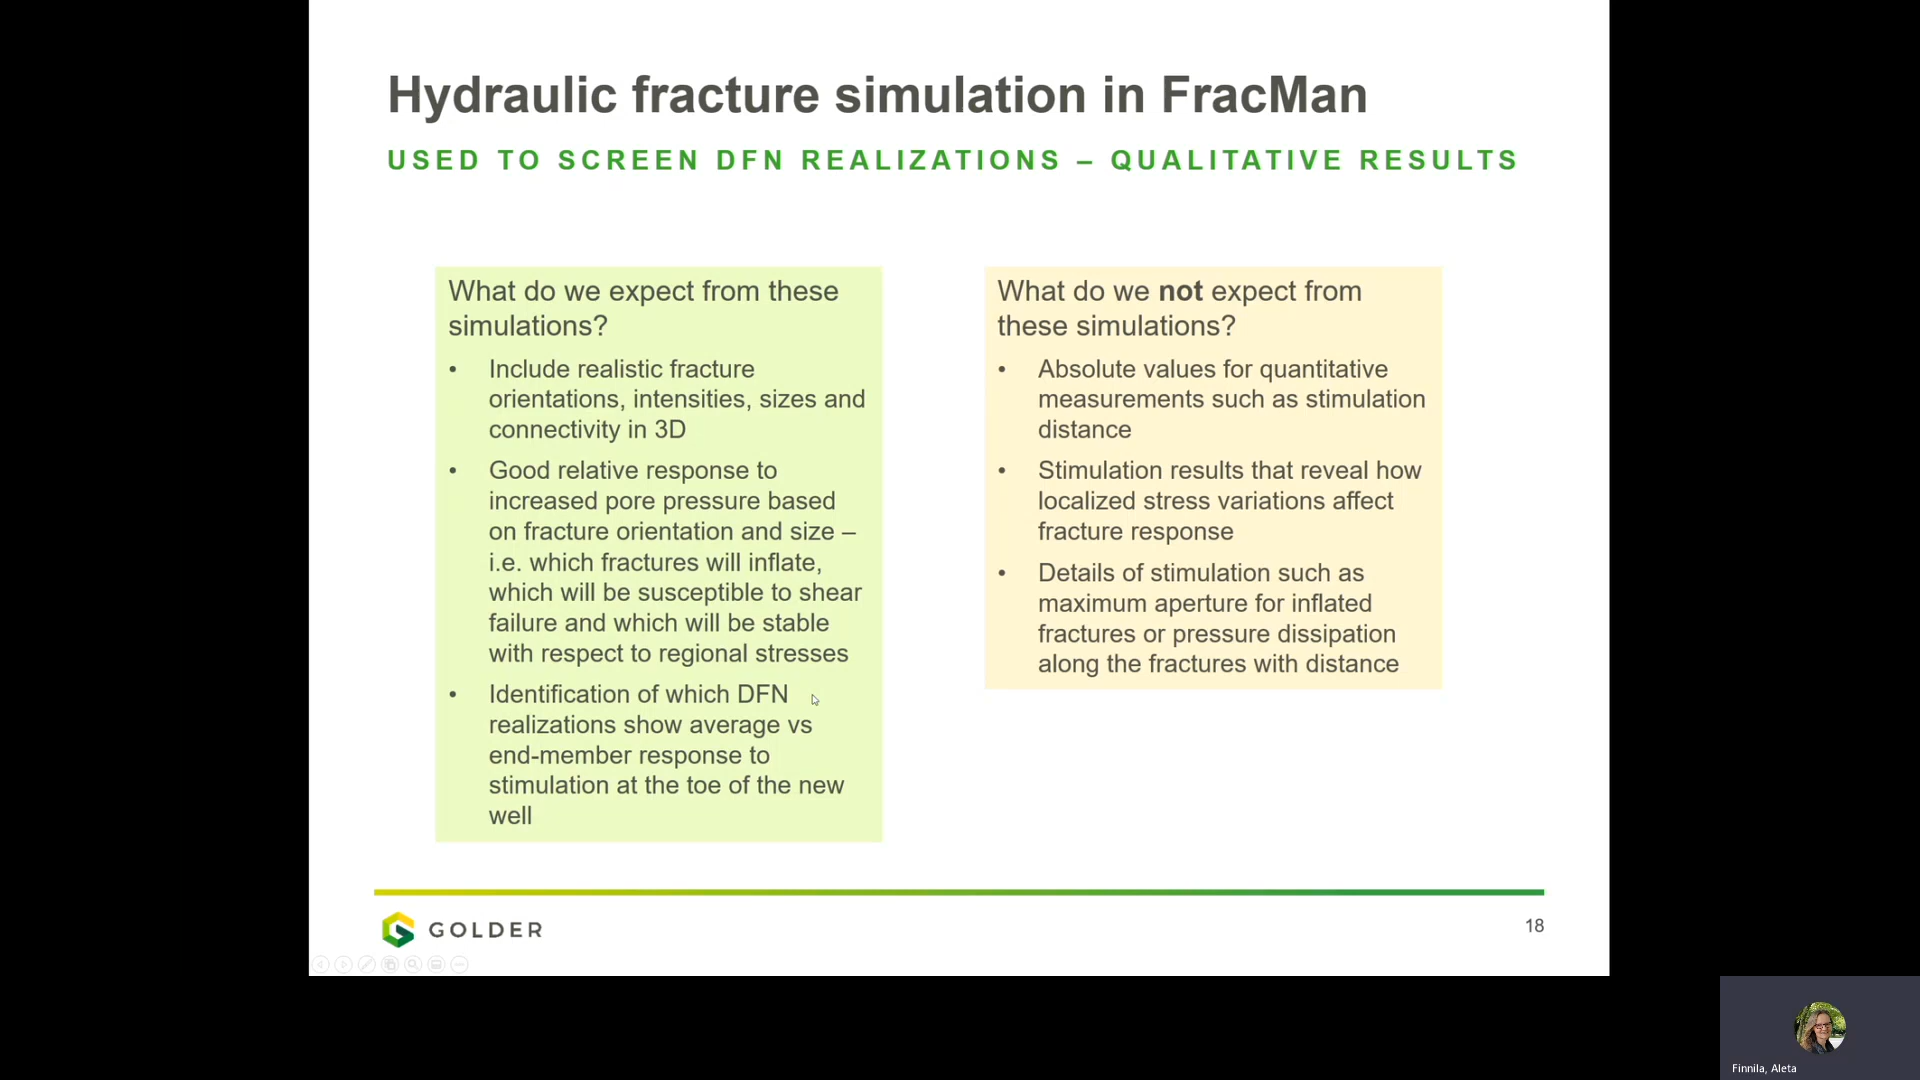 Hydraulic fracture simulation in FracMan
USED TO SCREEN DFN REALIZATIONS – QUALITATIVE RESULTS
What do we expect from these
simulations?
• Include realistic fracture
orientations, intensities, sizes and
connectivity in 3D
• Good relative response to
increased pore pressure based
on fracture orientation and size –
i.e. which fractures will inflate,
which will be susceptible to shear
failure and which will be stable
with respect to regional stresses
• Identification of which DFN
realizations show average vs
end-member response to
stimulation at the toe of the new
well
What do we not expect from
these simulations?
• Absolute values for quantitative
measurements such as stimulation
distance
• Stimulation results that reveal how
localized stress variations affect
fracture response
• Details of stimulation such as
maximum aperture for inflated
fractures or pressure dissipation
along the fractures with distance
GOLDER
18
Finnila, Aleta